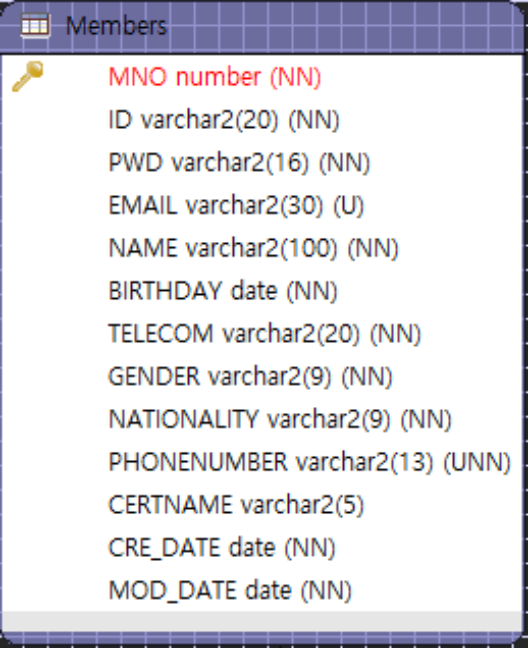 Members
MNO number (NN)
ID varchar2(20) (NN)
PWD varchar2(16) (NN)
EMAIL varchar2(30) (U)
NAME varchar2(100) (NN)
BIRTHDAY date (NN)
TELECOM varchar2(20) (NN)
GENDER varchar2(9) (NN)
NATIONALITY varchar2(9) (NN)
PHONENUMBER varchar2(13) (UNN)
CERTNAME varchar2(5)
CRE_DATE date (NN)
MOD_DATE date (NN)